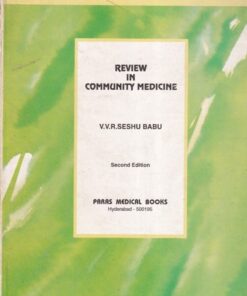 REVIEW
IN
COMMUNITY MEDICINE
V.V.R.SESHU BABU
Second Edition
PARAS MEDICAL BOOKS
Hyderabad - 500195